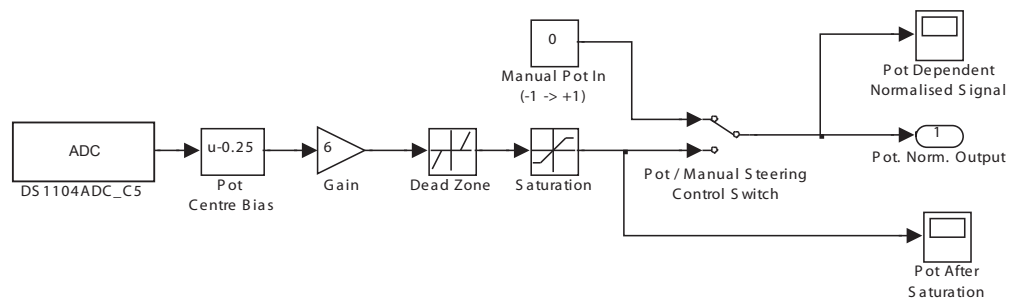 0
Manual Pot In
(-1 -> +1)
Pot Dependent
Normalised Signal
ADC
DS1104ADC_C5
u-0.25
Pot
Centre Bias
6
Gain
Dead Zone
Saturation
Pot / Manual Steering
Control Switch
1
Pot. Norm. Output
Pot After
Saturation